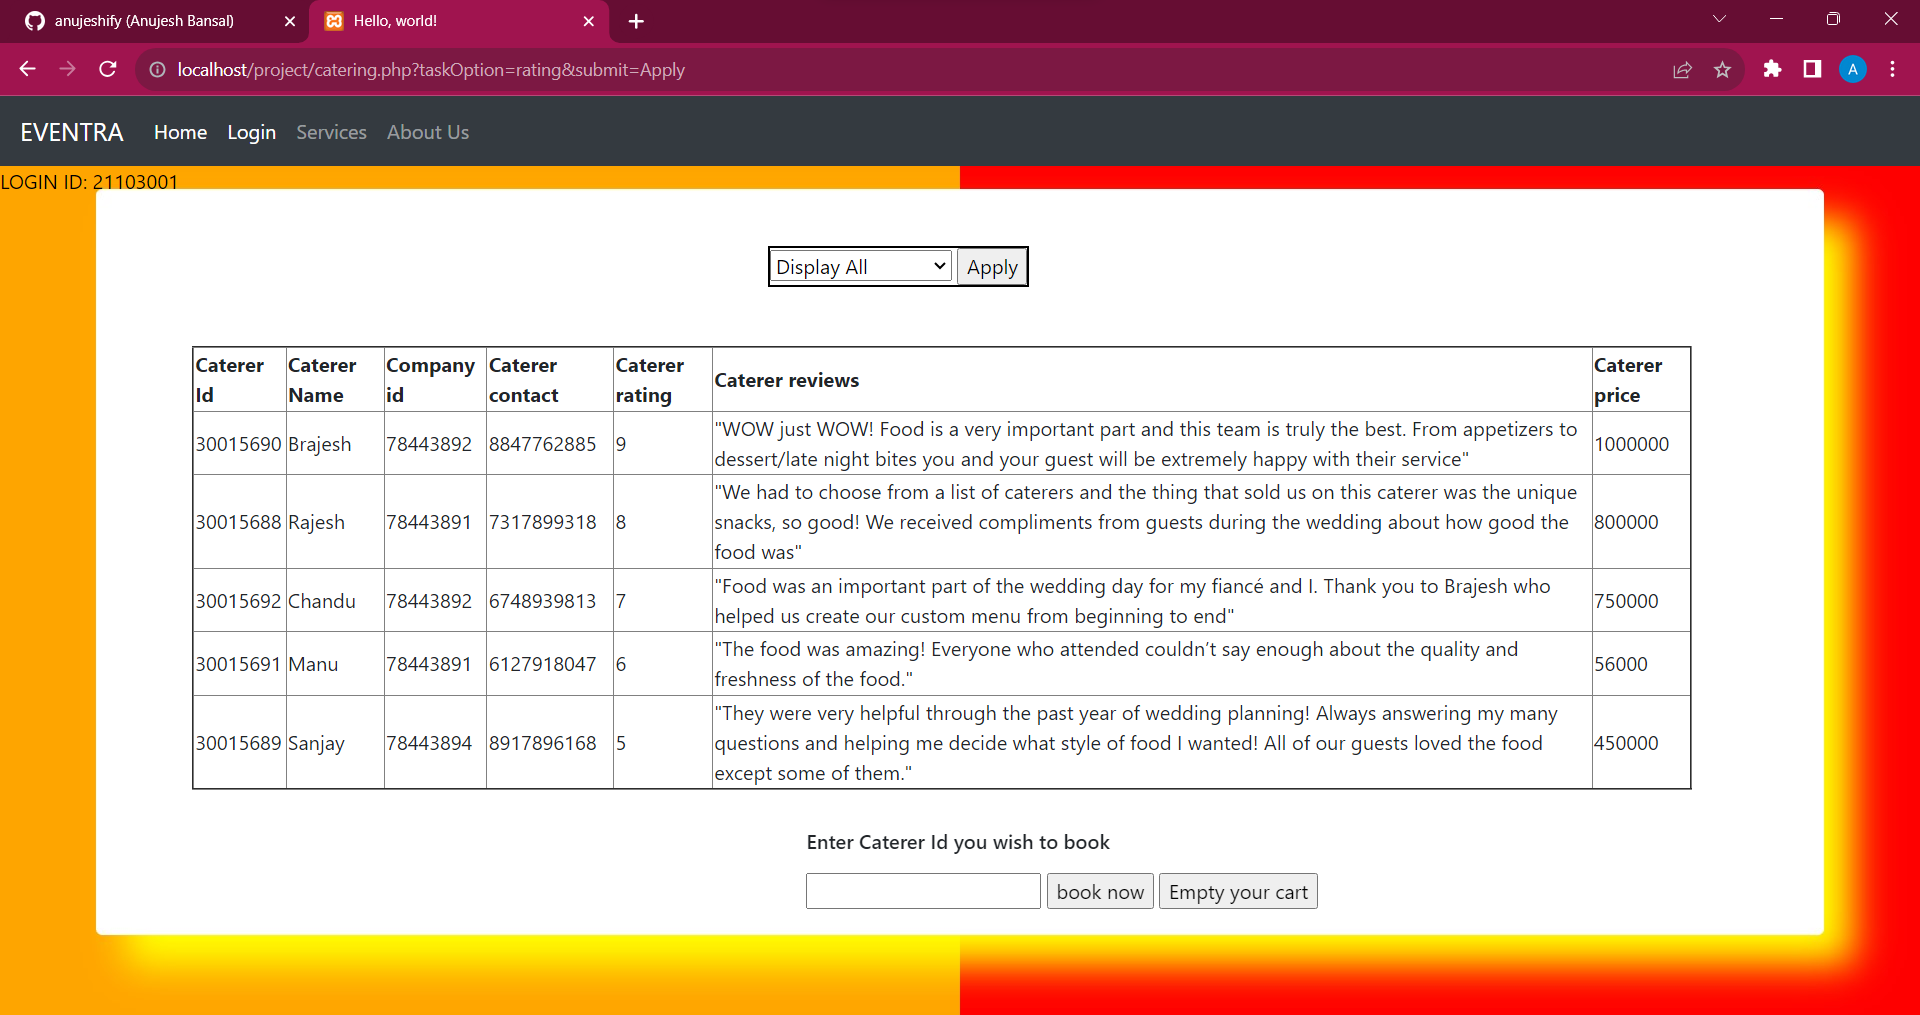 anujeshify (Anujesh Bansal)
Hello, world!
localhost/project/catering.php?taskOption=rating&submit=Apply
A
EVENTRA Home Login Services About Us
LOGIN ID: 21103001
Display All Apply
Caterer Id Caterer Name Company id Caterer contact Caterer rating Caterer reviews Caterer price
30015690 Brajesh 78443892 8847762885 9 "WOW just WOW! Food is a very important part and this team is truly the best. From appetizers to
dessert/late night bites you and your guest will be extremely happy with their service" 1000000
30015688 Rajesh 78443891 7317899318 8 "We had to choose from a list of caterers and the thing that sold us on this caterer was the unique
snacks, so good! We received compliments from guests during the wedding about how good the
food was" 800000
30015692 Chandu 78443892 6748939813 7 "Food was an important part of the wedding day for my fiancé and I. Thank you to Brajesh who
helped us create our custom menu from beginning to end" 750000
30015691 Manu 78443891 6127918047 6 "The food was amazing! Everyone who attended couldn’t say enough about the quality and
freshness of the food." 56000
30015689 Sanjay 78443894 8917896168 5 "They were very helpful through the past year of wedding planning! Always answering my many
questions and helping me decide what style of food I wanted! All of our guests loved the food
except some of them." 450000
Enter Caterer Id you wish to book
book now Empty your cart